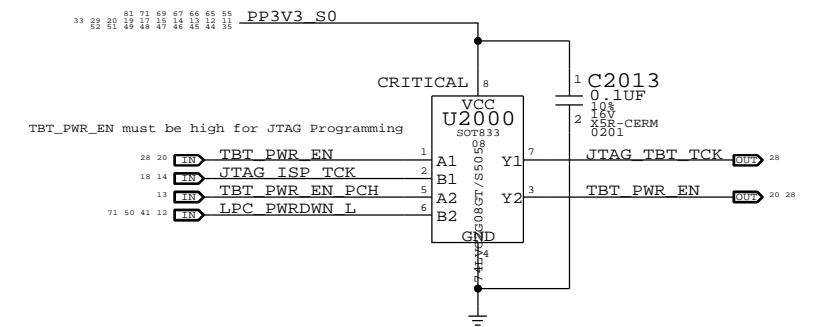 81 71 69 67 66 65 55
33 29 20 19 17 15 14 13 12 11
52 51 49 48 47 46 45 44 35
PP3V3_S0
CRITICAL
8
VCC
U2000
SOT833
08
1
C2013
0.1UF
10%
16V
2
X5R-CERM
0201
TBT_PWR_EN must be high for JTAG Programming
28 20 IN TBT_PWR_EN 1 A1 Y1 7 JTAG_TBT_TCK OUT 28
18 14 IN JTAG_ISP_TCK 2 B1
13 IN TBT_PWR_EN_PCH 5 A2 Y2 3 TBT_PWR_EN OUT 20 28
71 50 41 12 IN LPC_PWRDWN_L 6 B2
GND
4